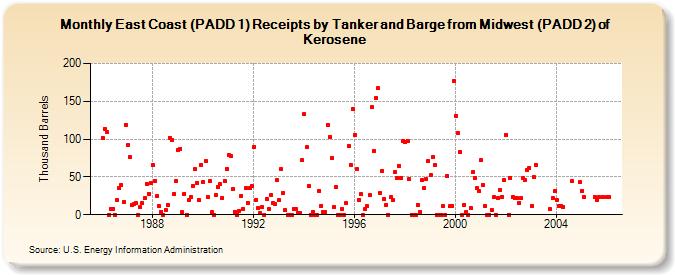 Monthly East Coast (PADD 1) Receipts by Tanker and Barge from Midwest (PADD 2) of
Kerosene
Thousand Barrels
200
150
100
50
0
1988
1992
1996
2000
2004
Source: U.S. Energy Information Administration